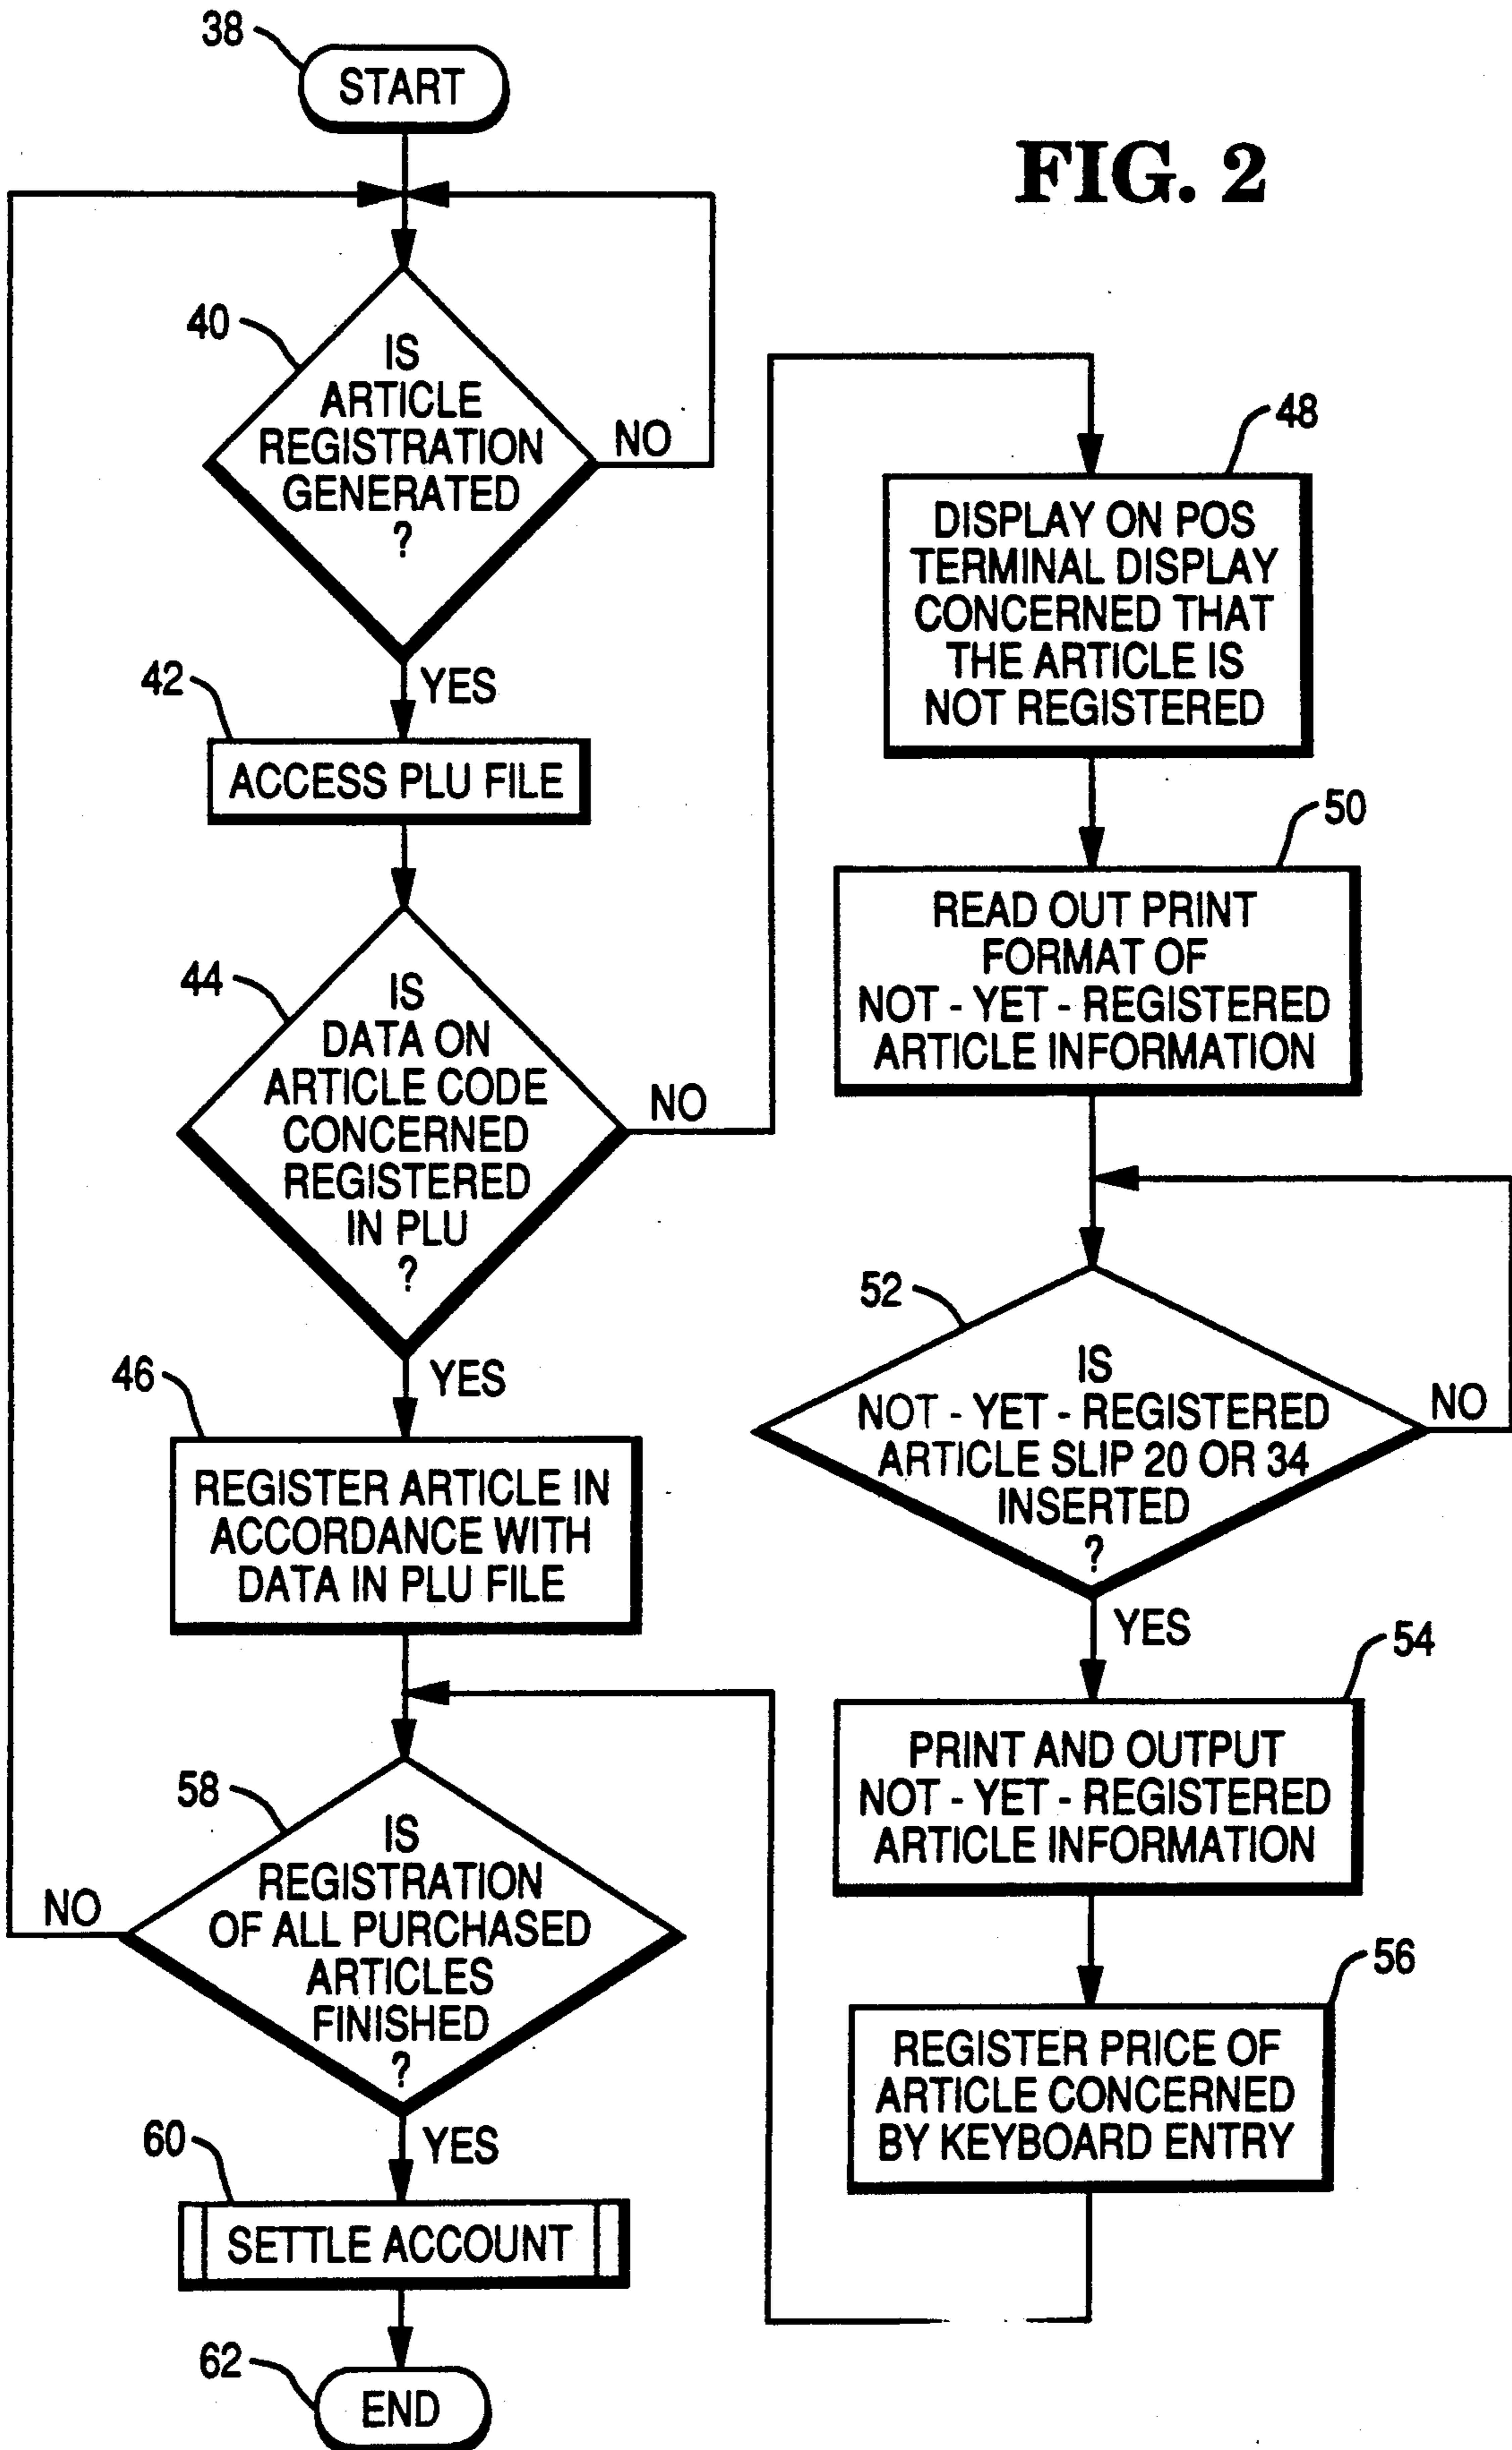 38
START
FIG. 2
40
IS
ARTICLE
REGISTRATION
GENERATED
?
NO
YES
42
ACCESS PLU FILE
44
IS
DATA ON
ARTICLE CODE
CONCERNED
REGISTERED
IN PLU
?
NO
YES
46
REGISTER ARTICLE IN
ACCORDANCE WITH
DATA IN PLU FILE
48
DISPLAY ON POS
TERMINAL DISPLAY
CONCERNED THAT
THE ARTICLE IS
NOT REGISTERED
50
READ OUT PRINT
FORMAT OF
NOT - YET - REGISTERED
ARTICLE INFORMATION
52
IS
NOT - YET - REGISTERED
ARTICLE SLIP 20 OR 34
INSERTED
?
NO
YES
54
PRINT AND OUTPUT
NOT - YET - REGISTERED
ARTICLE INFORMATION
56
REGISTER PRICE OF
ARTICLE CONCERNED
BY KEYBOARD ENTRY
58
IS
REGISTRATION
OF ALL PURCHASED
ARTICLES
FINISHED
?
NO
YES
60
SETTLE ACCOUNT
62
END